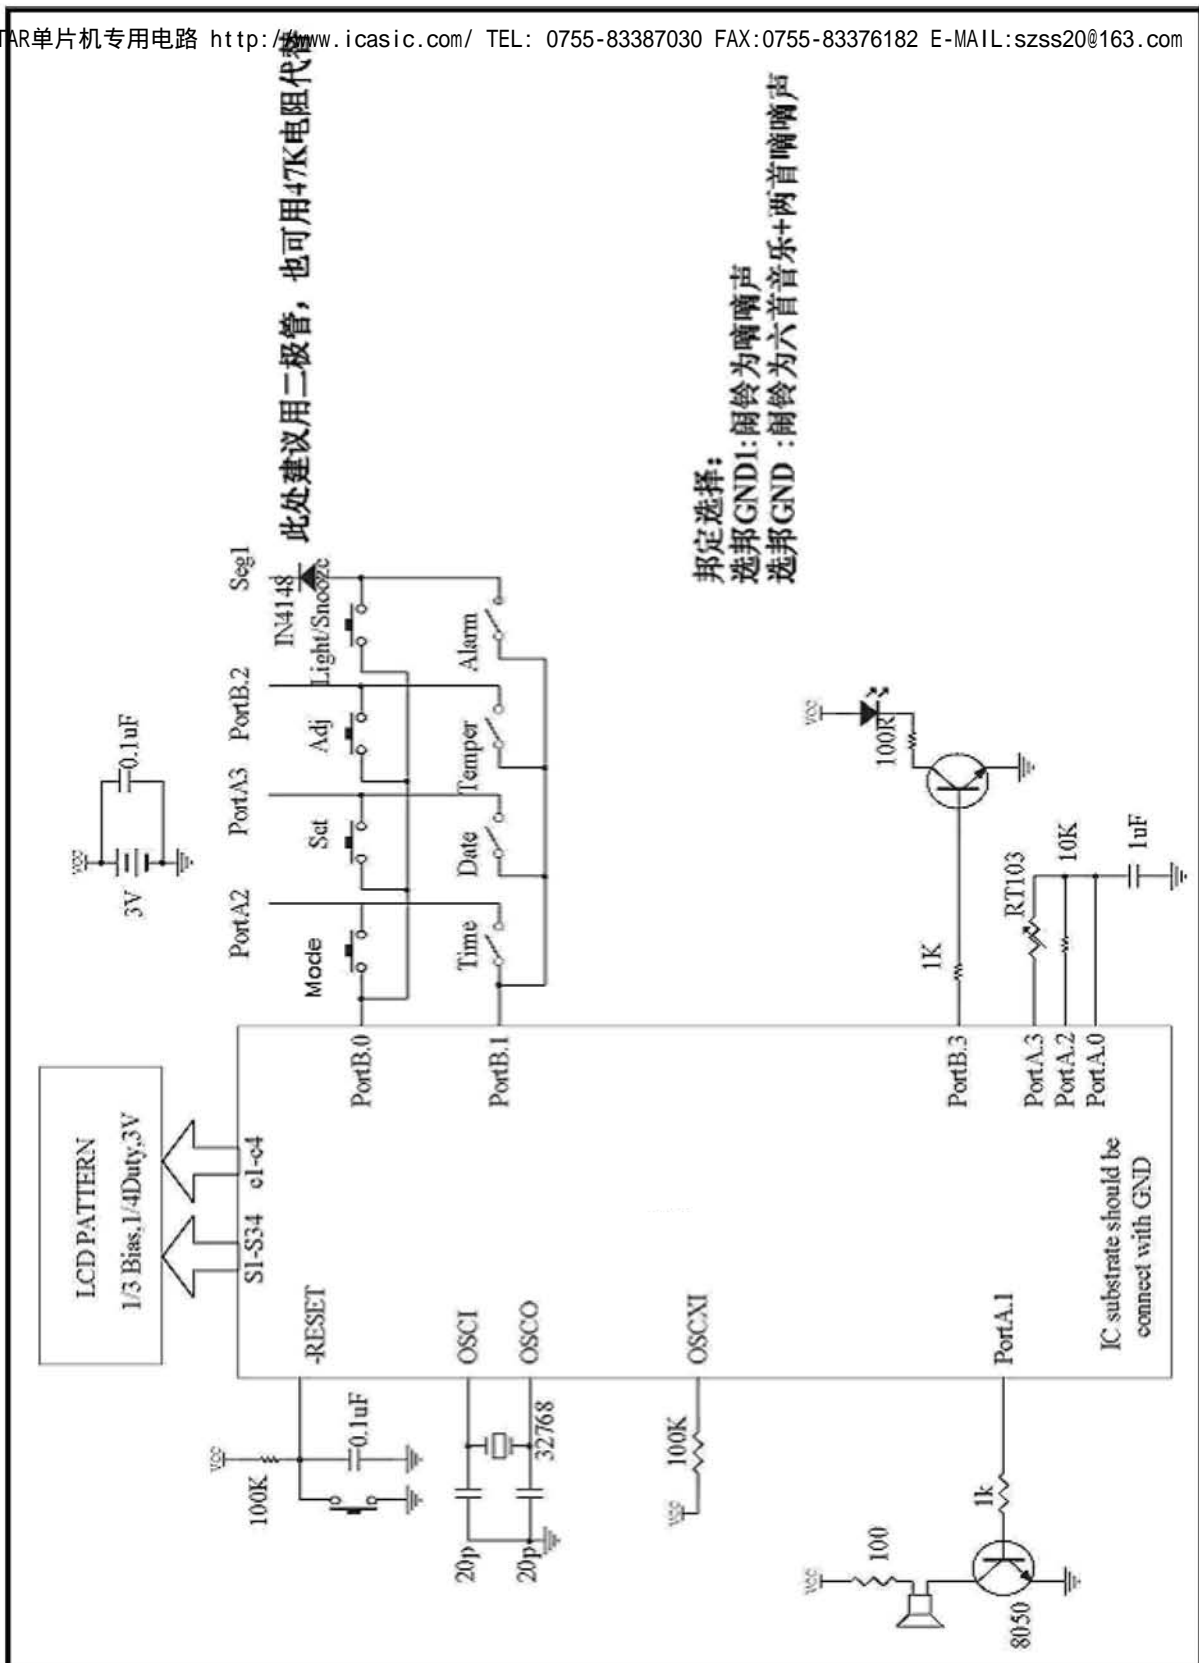 TAR单片机专用电路 http://www.icasic.com/ TEL: 0755-83387030 FAX:0755-83376182 E-MAIL:szss20@163.com
LCD PATTERN
1/3 Bias,1/4Duty,3V
S1-S34
c1-c4
VCC
3V
0.1uF
PortA2
PortA3
PortB.2
Seg1
IN4148
此处建议用二极管，也可用47K电阻代替
Mode
Set
Adj
Light/Snooze
Time
Date
Temper
Alarm
PortB.0
PortB.1
VCC
100K
0.1uF
-RESET
20p
20p
32768
OSCI
OSCO
VCC
100K
OSCXI
邦定选择：
选邦GND1:闹铃为嘀嘀声
选邦GND :闹铃为六首音乐+两首嘀嘀声
VCC
100R
1K
PortB.3
RT103
10K
1uF
PortA.3
PortA.2
PortA.0
VCC
100
8050
1k
PortA.1
IC substrate should be
connect with GND